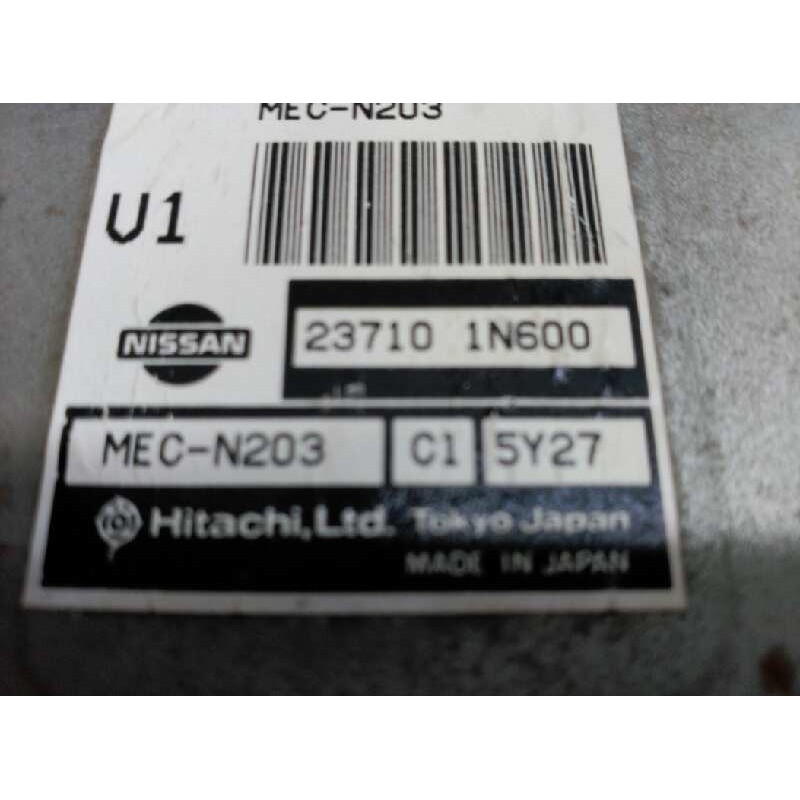 MEC-N203
V1
NISSAN
23710 1N600
MEC-N203 C1 5Y27
Hitachi, Ltd. Tokyo Japan
MADE IN JAPAN